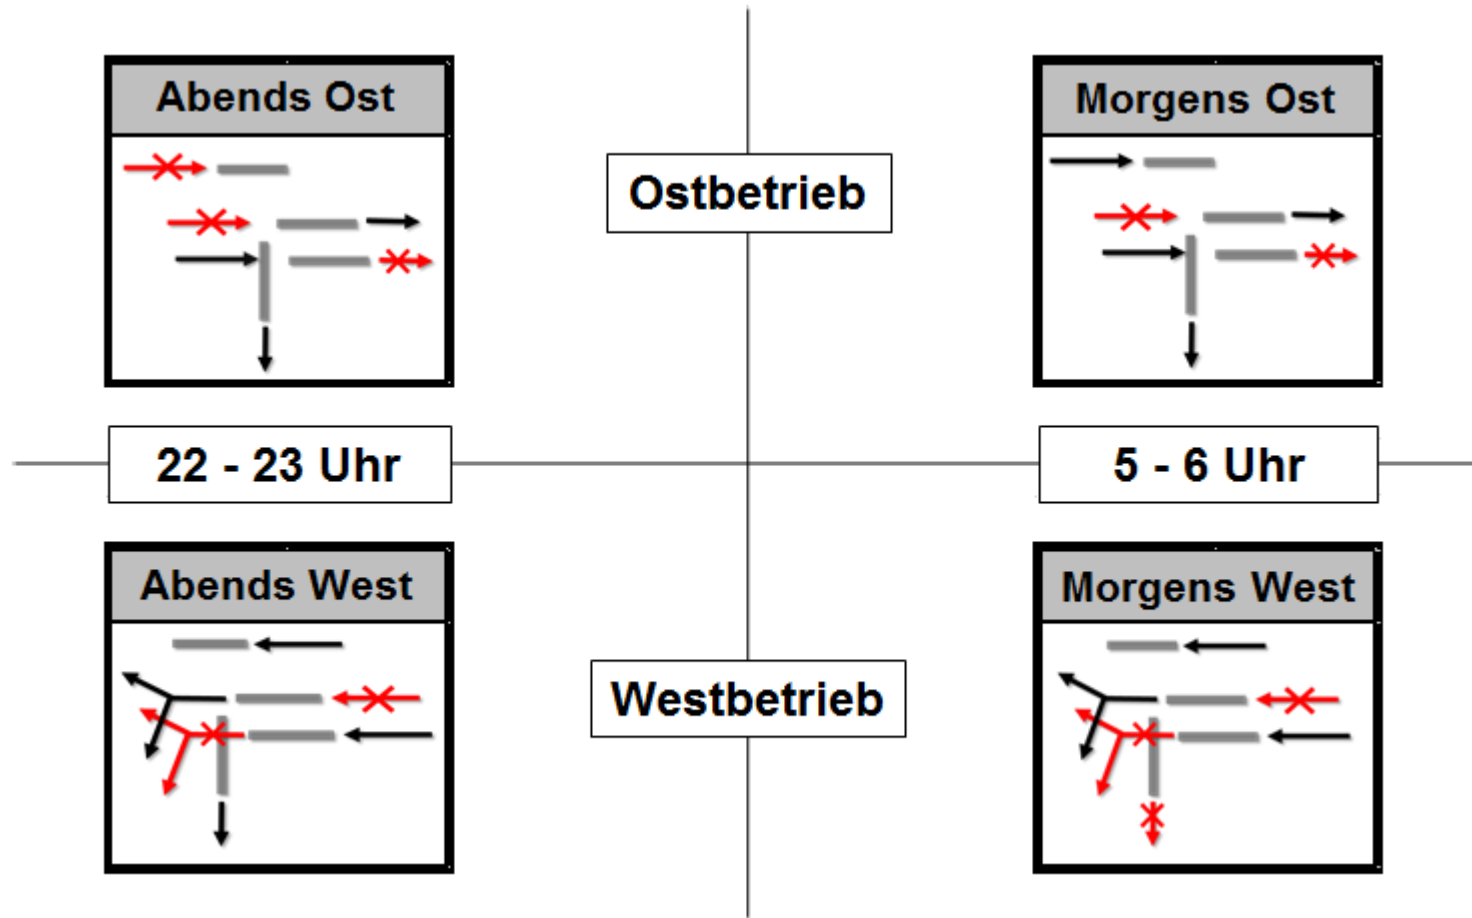 Abends Ost
Morgens Ost
Ostbetrieb
22 - 23 Uhr
5 - 6 Uhr
Abends West
Morgens West
Westbetrieb